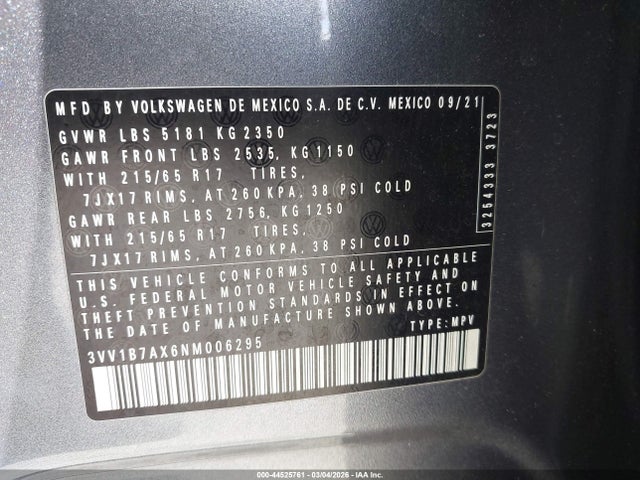 MFD. BY VOLKSWAGEN DE MEXICO S.A. DE C.V. MEXICO 09/21
GVWR LBS 5181 KG 2350
GAWR FRONT LBS 2535, KG 1150
WITH 215/65 R17 TIRES,
7JX17 RIMS, AT 260 KPA, 38 PSI COLD
GAWR REAR LBS 2756, KG 1250
WITH 215/65 R17 TIRES,
7JX17 RIMS, AT 260 KPA, 38 PSI COLD
3254333 3723
THIS VEHICLE CONFORMS TO ALL APPLICABLE
U.S. FEDERAL MOTOR VEHICLE SAFETY AND
THEFT PREVENTION STANDARDS IN EFFECT ON
THE DATE OF MANUFACTURE SHOWN ABOVE.
3VV1B7AX6NM006295 TYPE: MPV
000-44525761 - 03/04/2026 - IAA Inc.